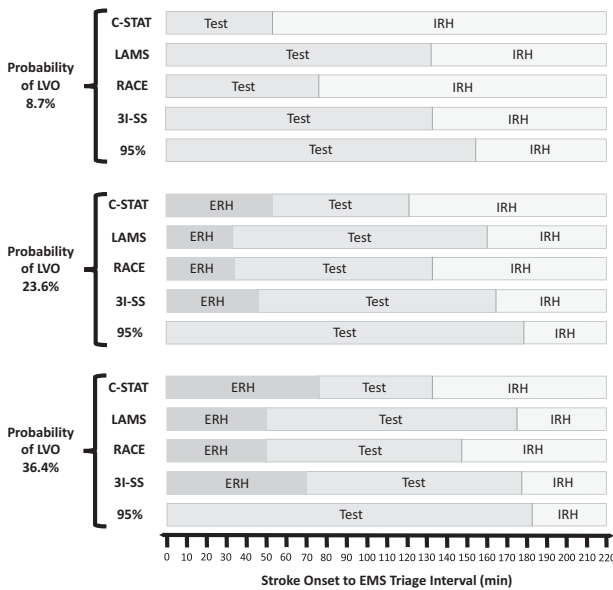 C-STAT Test IRH
LAMS Test IRH
Probability
of LVO
8.7%
RACE Test IRH
3I-SS Test IRH
95% Test IRH
C-STAT ERH Test IRH
LAMS ERH Test IRH
Probability
of LVO
23.6%
RACE ERH Test IRH
3I-SS ERH Test IRH
95% Test IRH
C-STAT ERH Test IRH
LAMS ERH Test IRH
Probability
of LVO
36.4%
RACE ERH Test IRH
3I-SS ERH Test IRH
95% Test IRH
0 10 20 30 40 50 60 70 80 90 100 110 120 130 140 150 160 170 180 190 200 210 220
Stroke Onset to EMS Triage Interval (min)